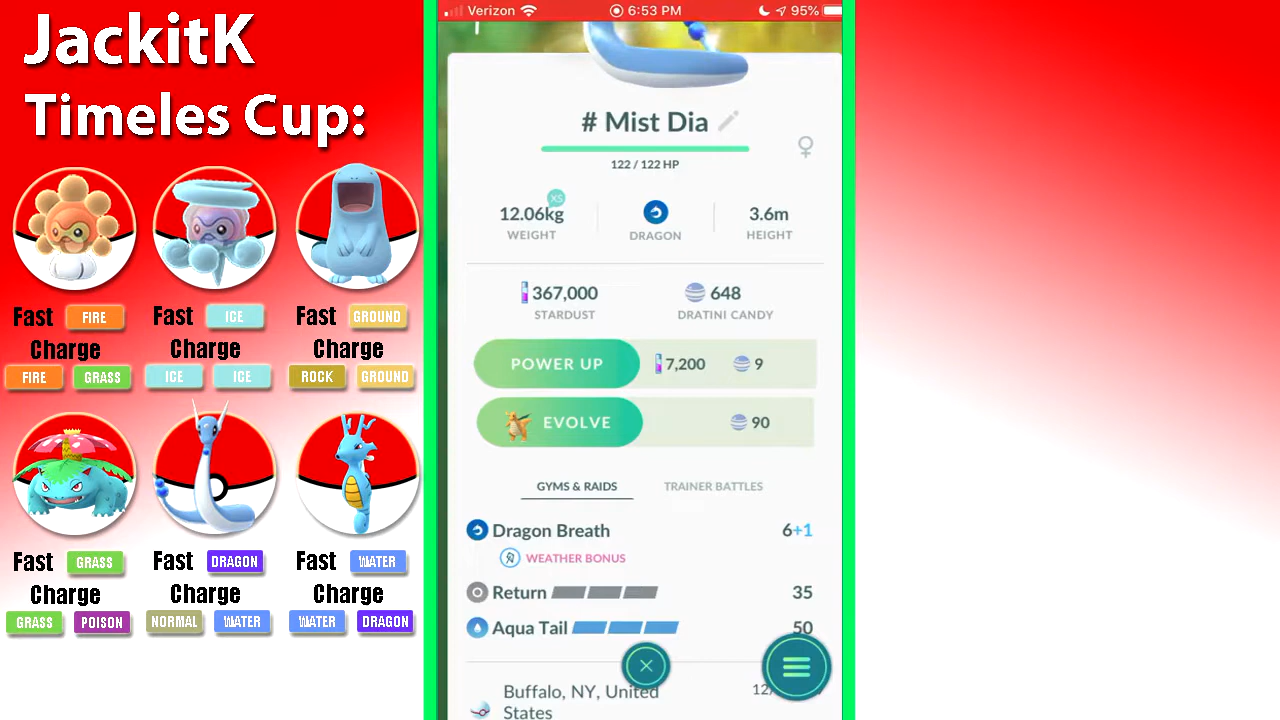 JackitK
Timeles Cup:
Fast FIRE
Charge
FIRE GRASS
Fast ICE
Charge
ICE ICE
Fast GROUND
Charge
ROCK GROUND
Fast GRASS
Charge
GRASS POISON
Fast DRAGON
Charge
NORMAL WATER
Fast WATER
Charge
WATER DRAGON
Verizon 6:53 PM 95%
# Mist Dia
122 / 122 HP
XS
12.06kg 3.6m
WEIGHT DRAGON HEIGHT
367,000 648
STARDUST DRATINI CANDY
POWER UP 7,200 9
EVOLVE 90
GYMS & RAIDS TRAINER BATTLES
Dragon Breath 6+1
WEATHER BONUS
Return 35
Aqua Tail 50
Buffalo, NY, United
States